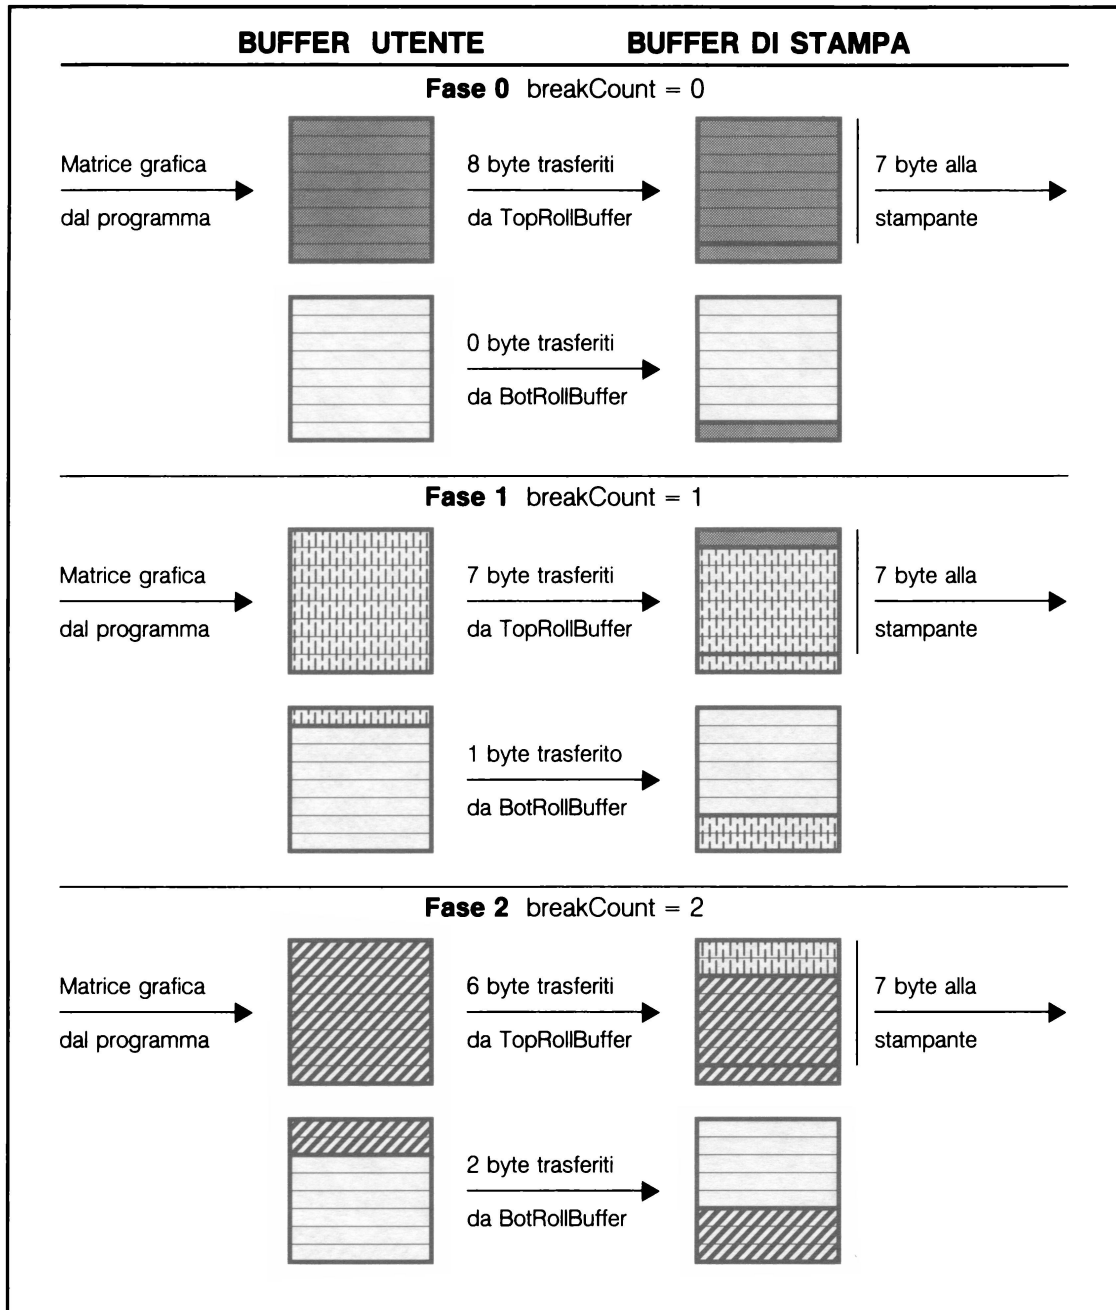 BUFFER UTENTE BUFFER DI STAMPA
Fase 0 breakCount = 0
Matrice grafica
dal programma
8 byte trasferiti
da TopRollBuffer
7 byte alla
stampante
0 byte trasferiti
da BotRollBuffer
Fase 1 breakCount = 1
Matrice grafica
dal programma
7 byte trasferiti
da TopRollBuffer
7 byte alla
stampante
1 byte trasferito
da BotRollBuffer
Fase 2 breakCount = 2
Matrice grafica
dal programma
6 byte trasferiti
da TopRollBuffer
7 byte alla
stampante
2 byte trasferiti
da BotRollBuffer